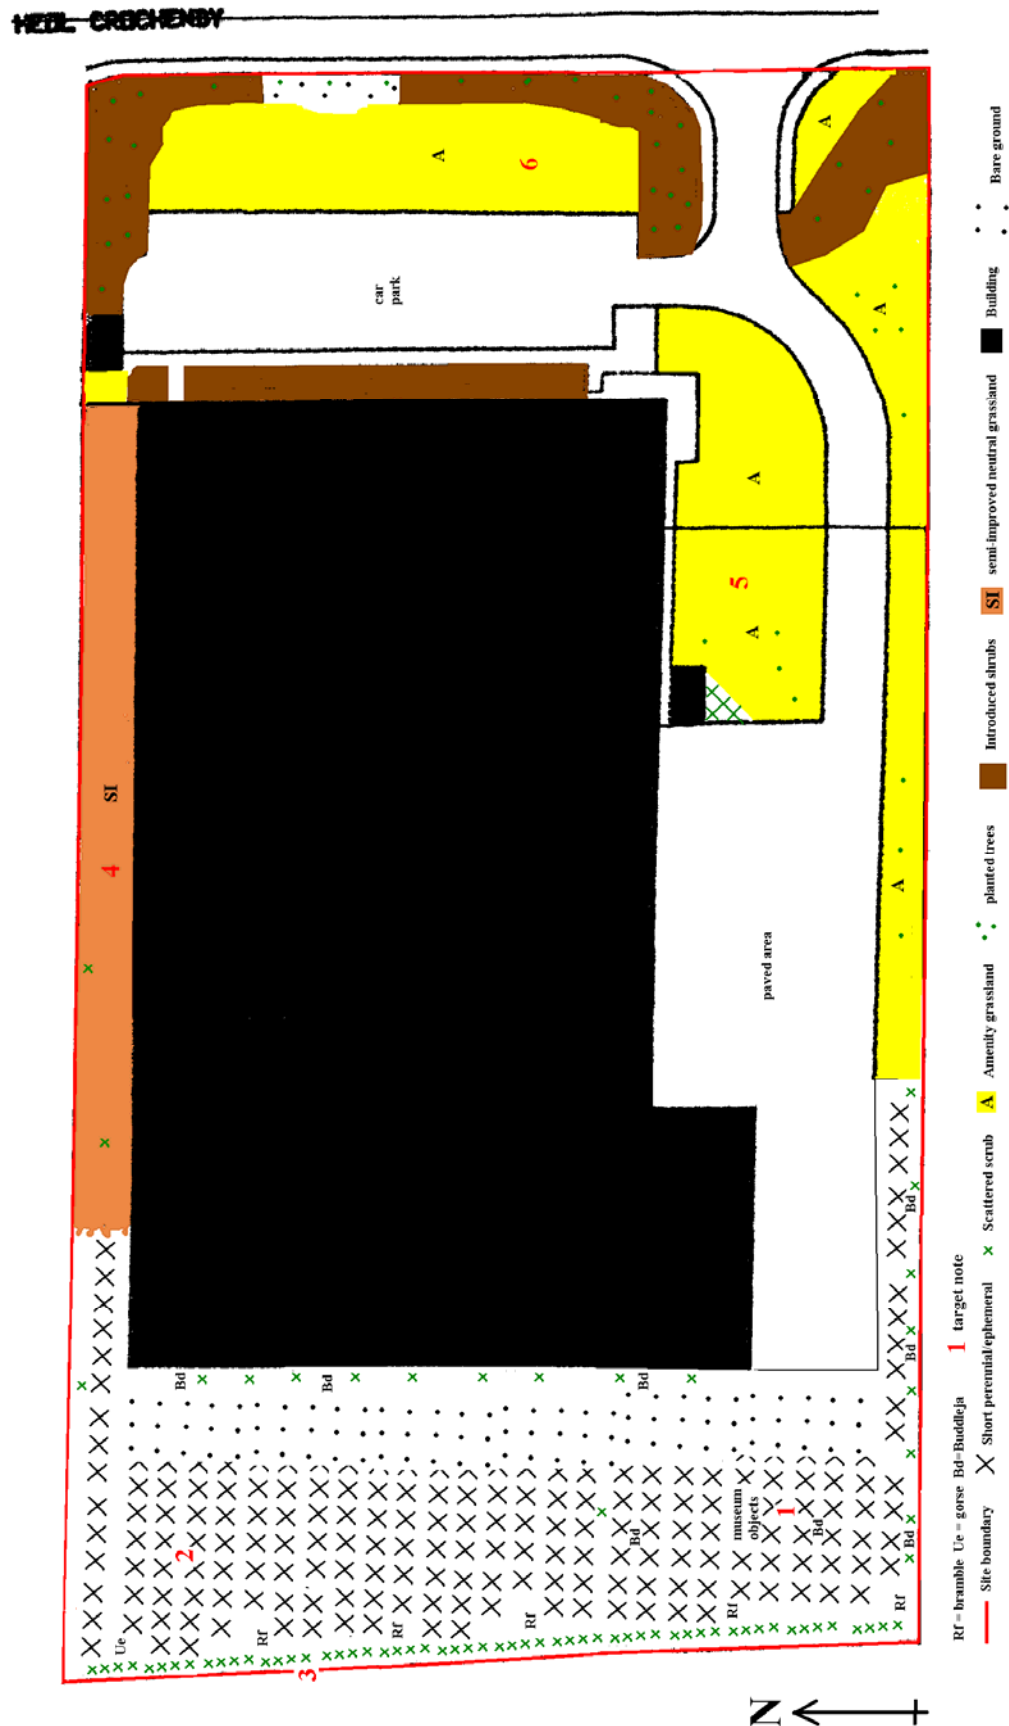 HEOL CROCHENDY
A
A
6
car
park
A
A
5
A
SI
4
A
paved area
Bd
Bd
Bd
Bd
Bd
museum
objects
1
Bd
Bd
Bd
2
Ue
Rf
Rf
Rf
Rf
Rf
3
N
Rf = bramble Ue = gorse Bd=Buddleja 1 target note
Site boundary Short perennial/ephemeral Scattered scrub A Amenity grassland planted trees Introduced shrubs SI semi-improved neutral grassland Building Bare ground